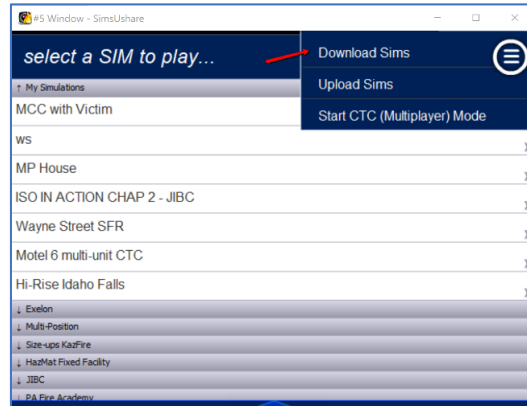 #5 Window - SimsUshare
select a SIM to play...
Download Sims
Upload Sims
Start CTC (Multiplayer) Mode
↑ My Simulations
MCC with Victim
ws
MP House
ISO IN ACTION CHAP 2 - JIBC
Wayne Street SFR
Motel 6 multi-unit CTC
Hi-Rise Idaho Falls
↓ Exelon
↓ Multi-Position
↓ Size-ups KazFire
↓ HazMat Fixed Facility
↓ JIBC
↓ PA Fire Academy